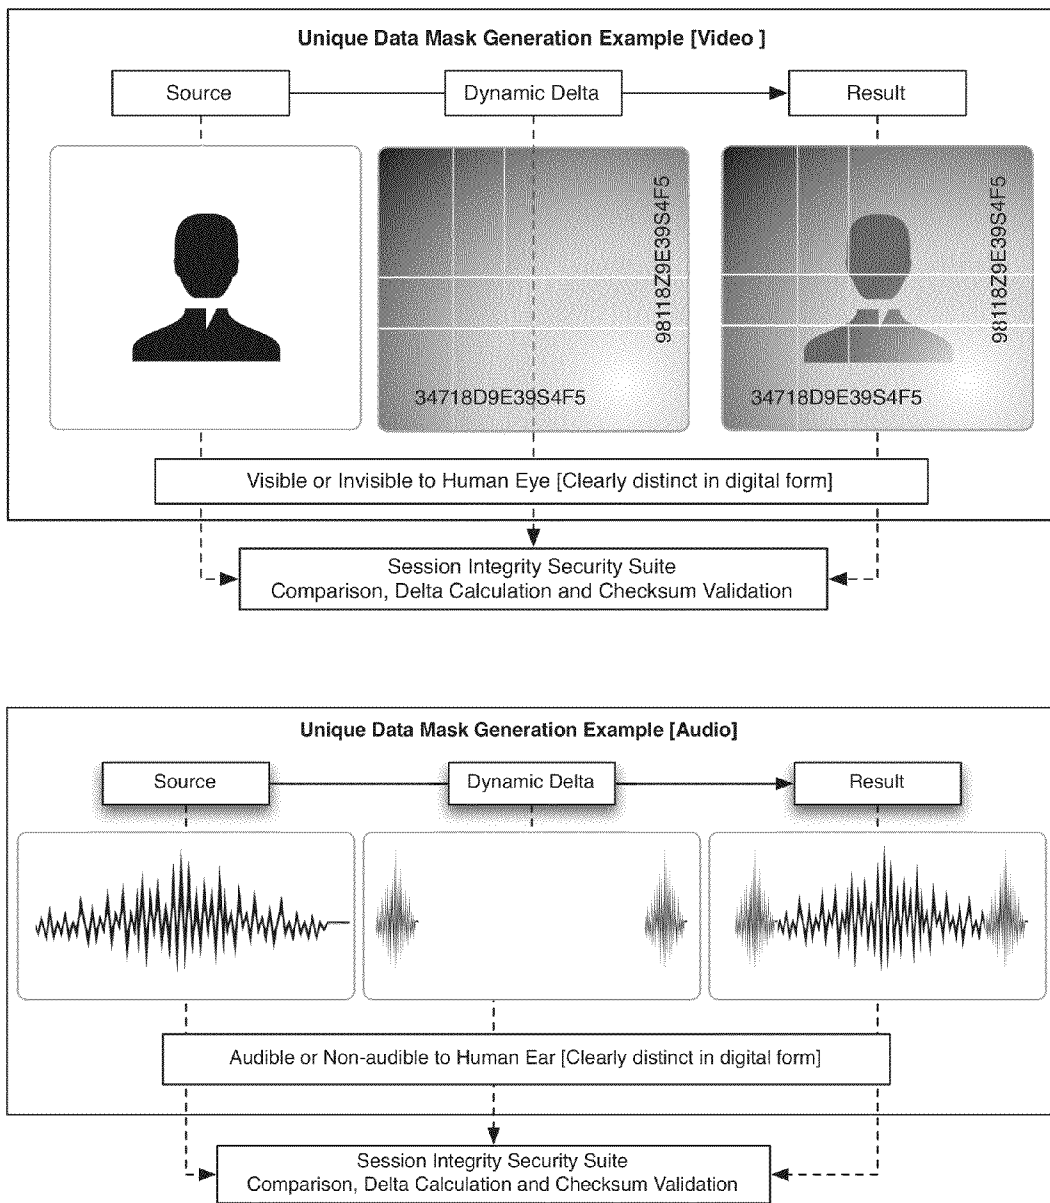 Unique Data Mask Generation Example [Video ]
Source
Dynamic Delta
Result
98118Z9E39S4F5
34718D9E39S4F5
98118Z9E39S4F5
34718D9E39S4F5
Visible or Invisible to Human Eye [Clearly distinct in digital form]
Session Integrity Security Suite
Comparison, Delta Calculation and Checksum Validation
Unique Data Mask Generation Example [Audio]
Source
Dynamic Delta
Result
Audible or Non-audible to Human Ear [Clearly distinct in digital form]
Session Integrity Security Suite
Comparison, Delta Calculation and Checksum Validation